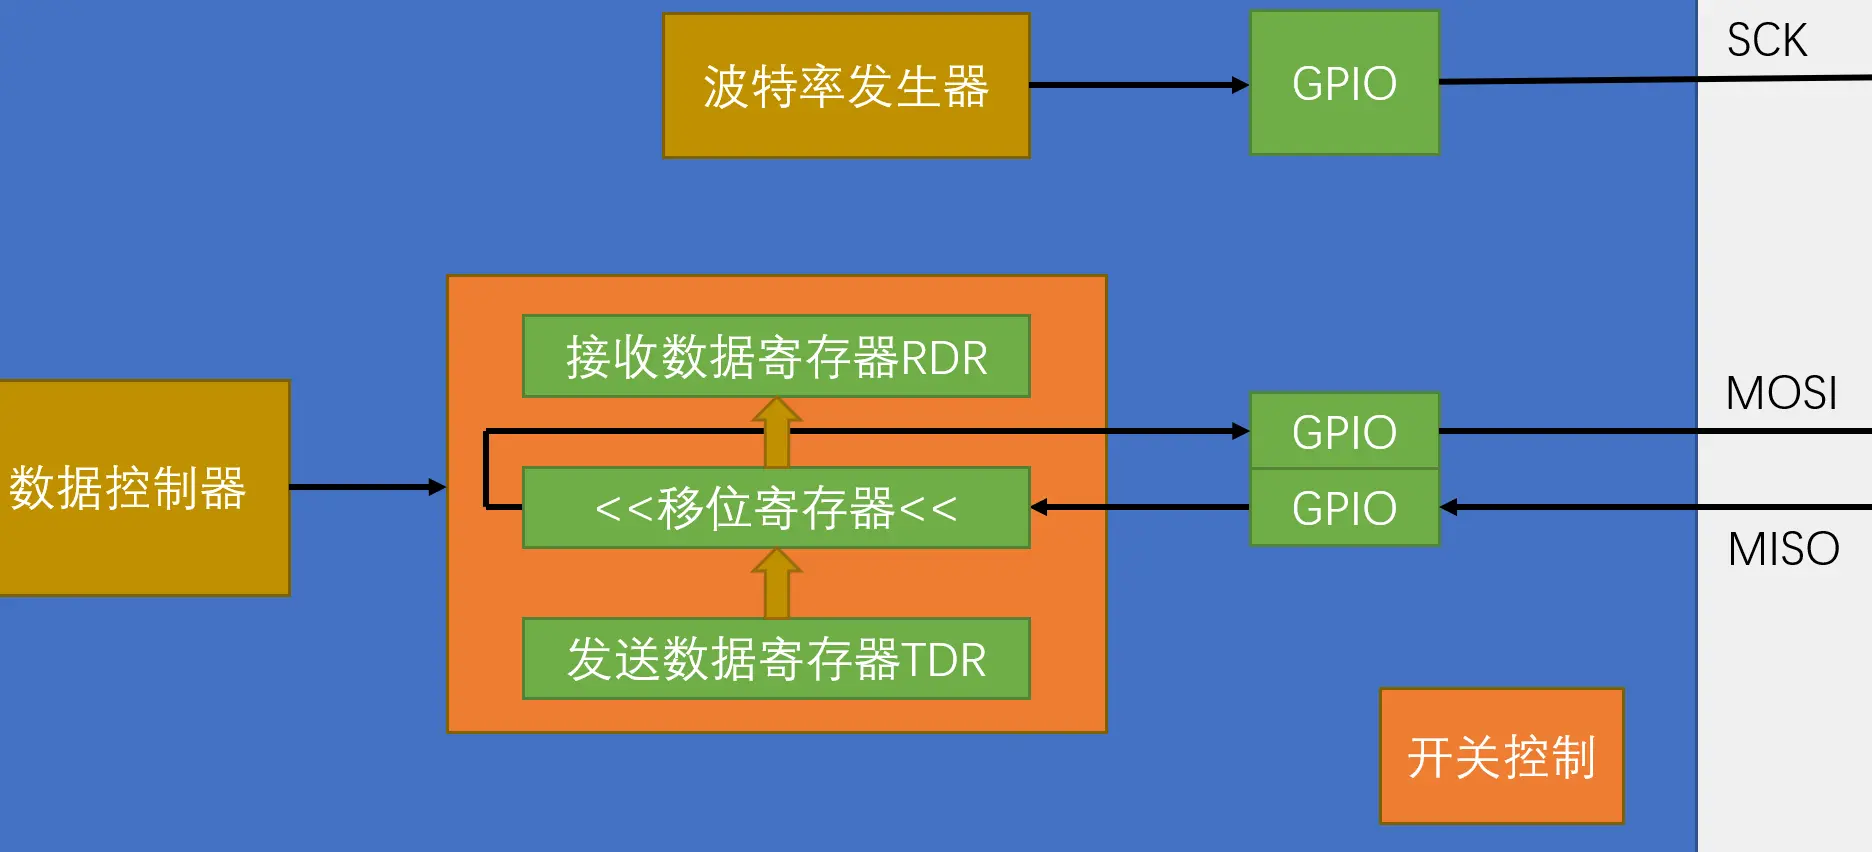 波特率发生器
GPIO
SCK
接收数据寄存器RDR
MOSI
GPIO
数据控制器
<<移位寄存器<<
GPIO
MISO
发送数据寄存器TDR
开关控制